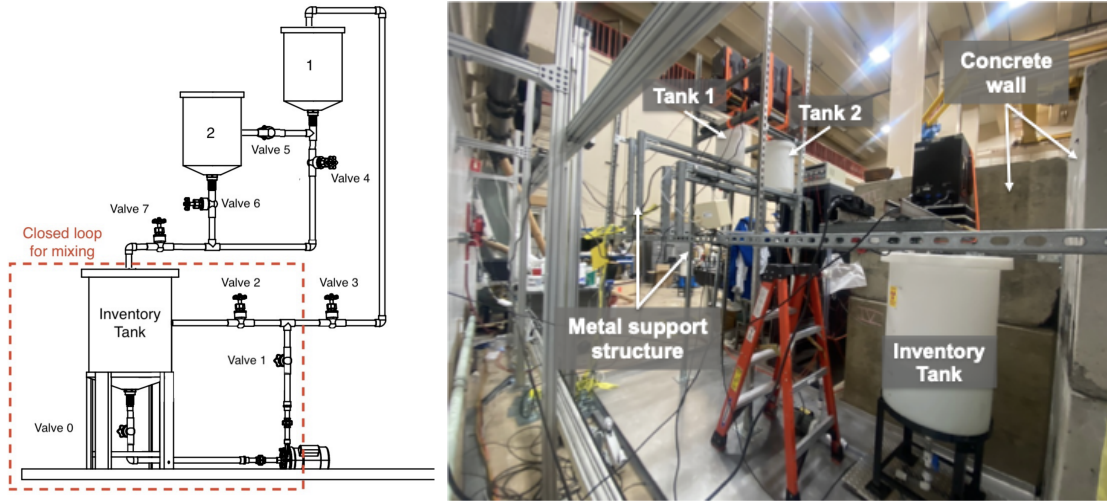 1
2
Valve 5
Valve 4
Valve 7
Valve 6
Closed loop
for mixing
Valve 2
Valve 3
Inventory
Tank
Valve 1
Valve 0
Tank 1
Tank 2
Concrete
wall
Metal support
structure
Inventory
Tank